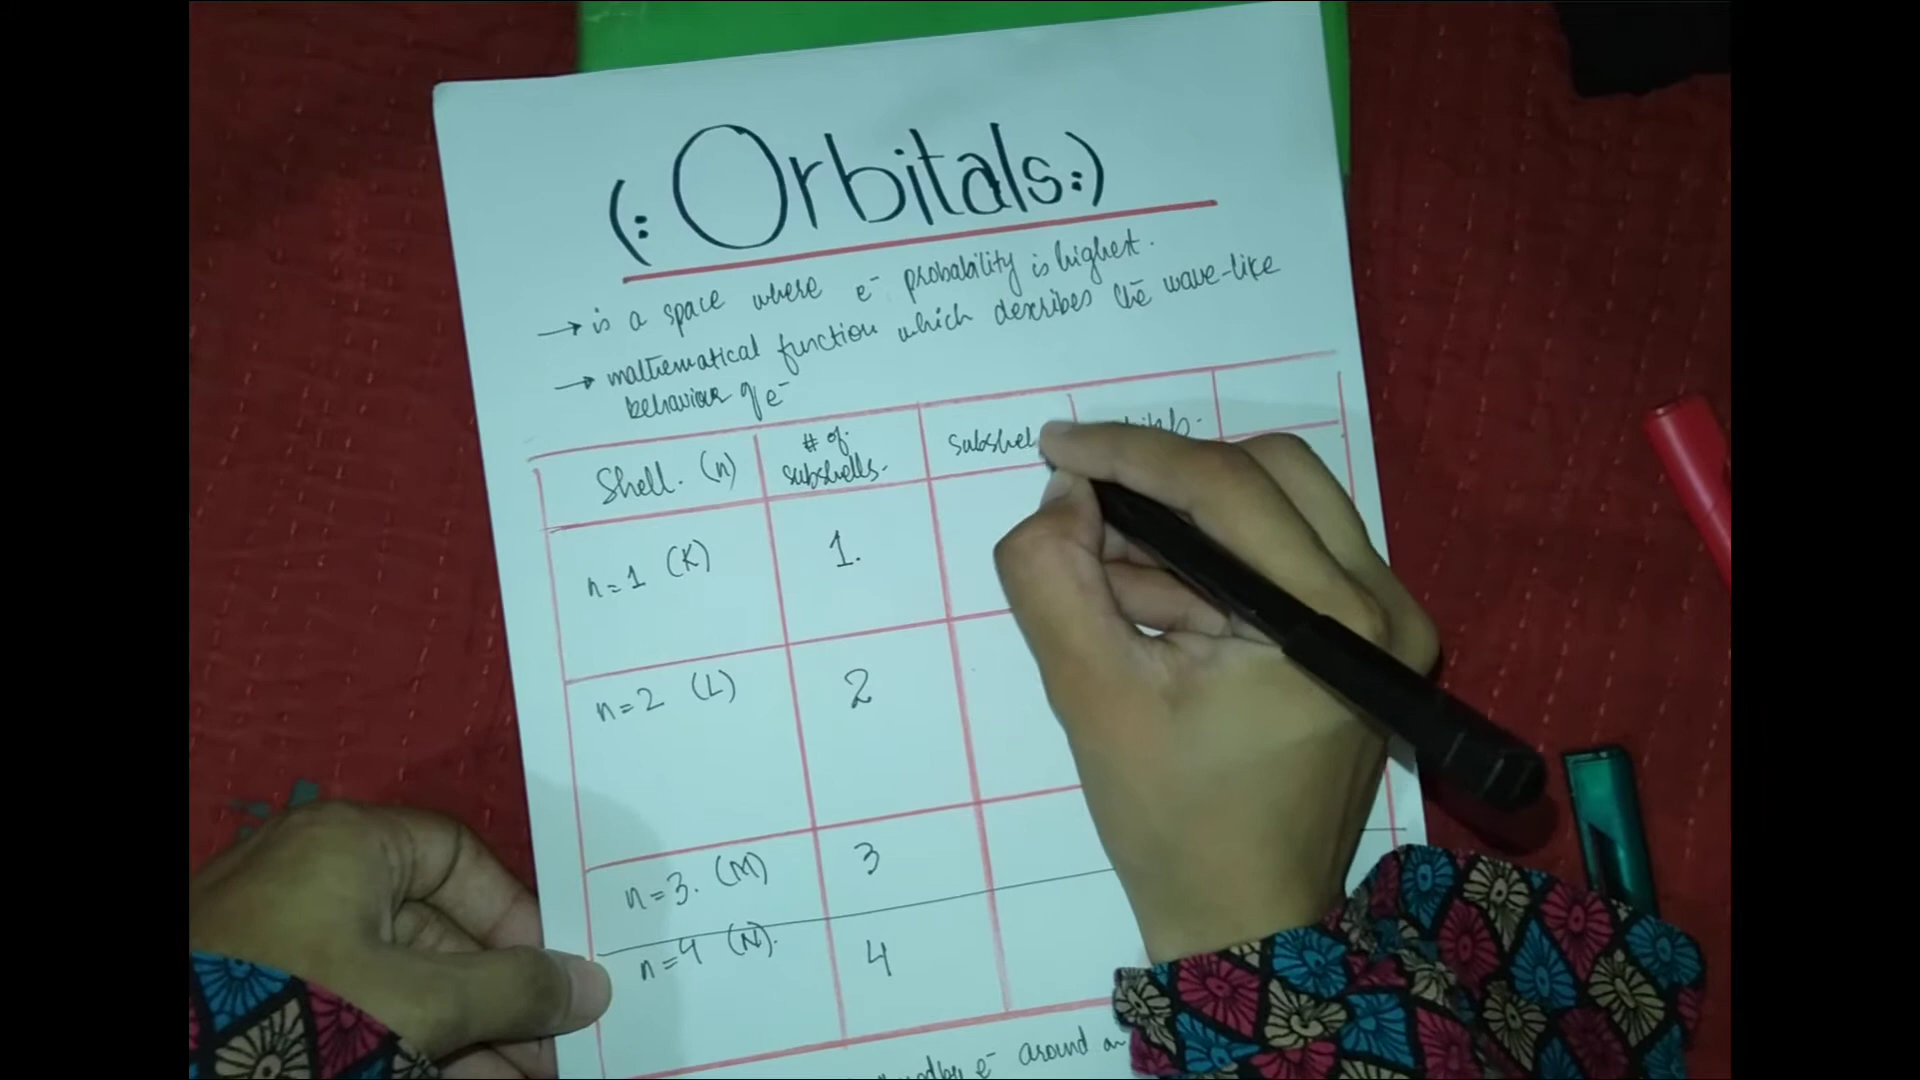 (: Orbitals :)
→ is a space where e⁻ probability is highest.
→ mathematical function which describes the wave-like
behaviour of e⁻
Shell. (n)
# of
subshells.
n=1 (K)
1.
n=2 (L)
2
n=3. (M)
3
n=4 (N).
4
e⁻ around